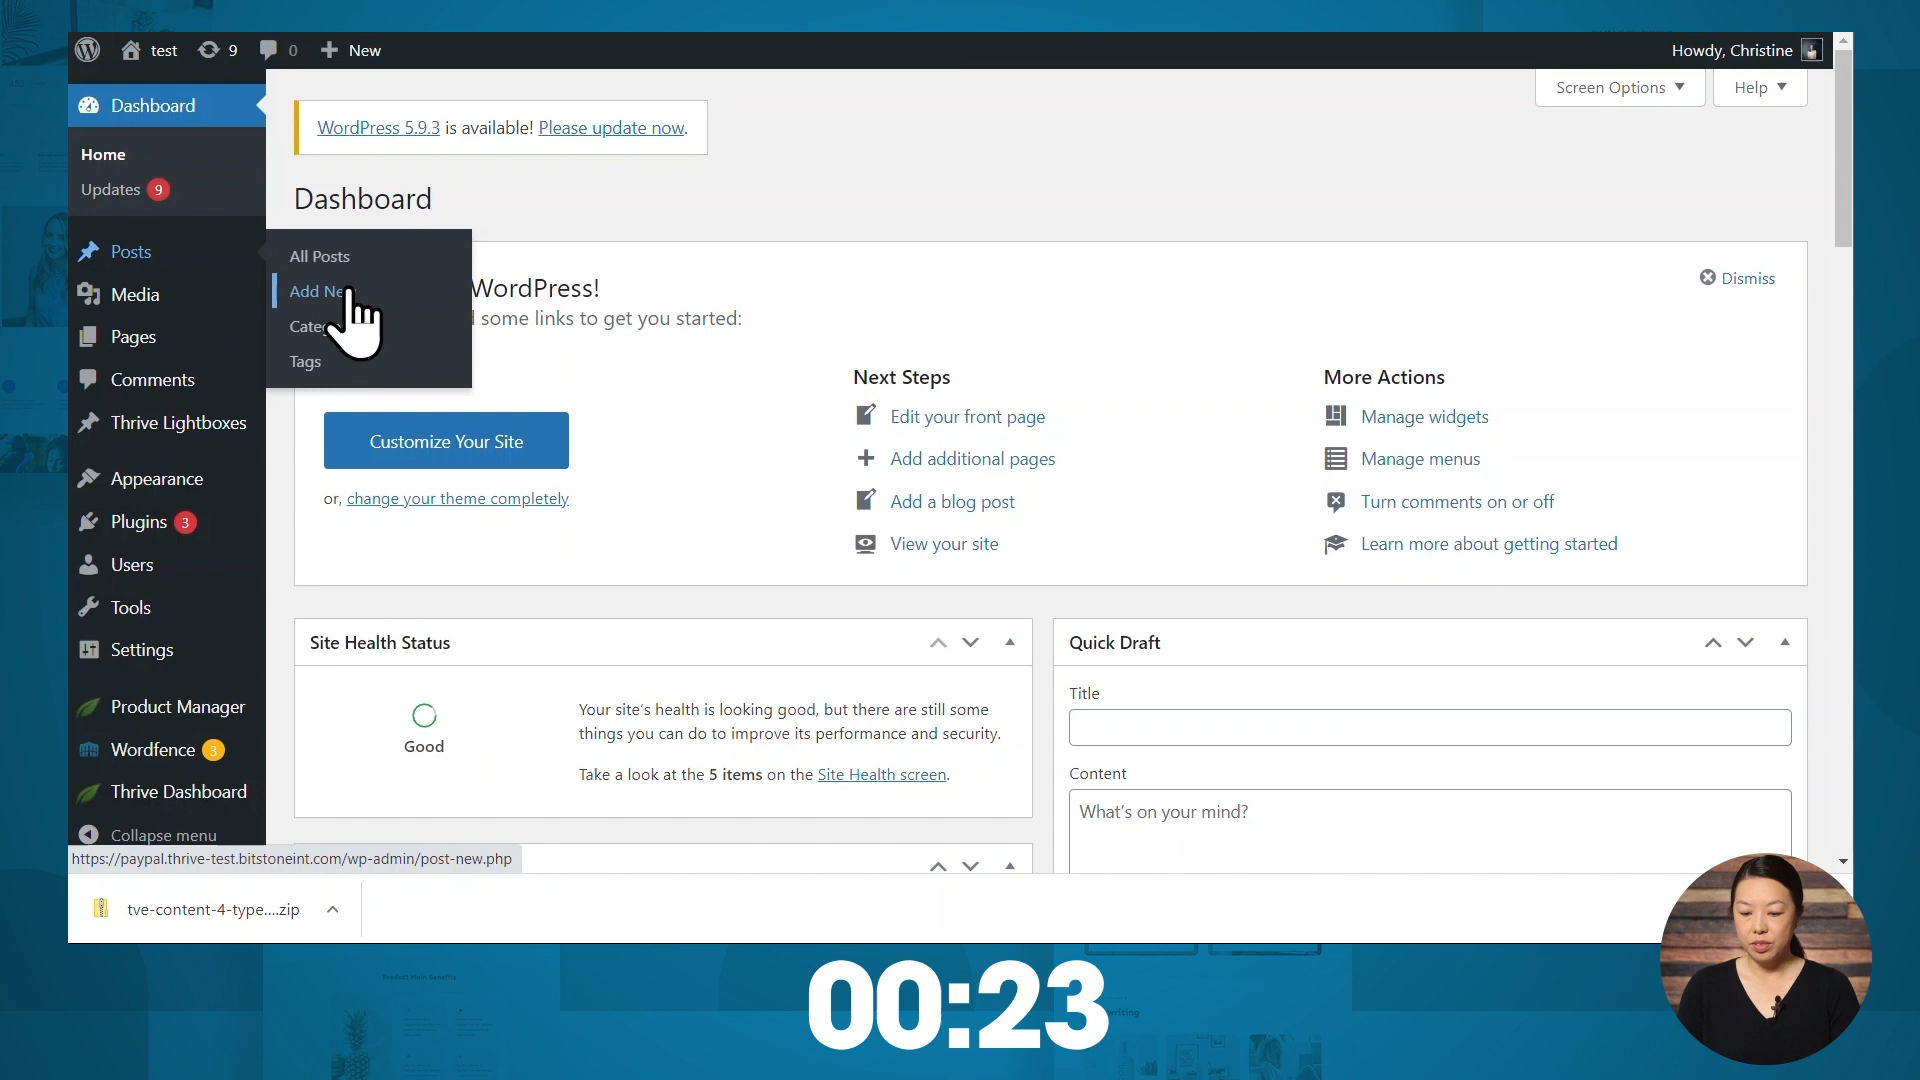 test 9 0 New Howdy, Christine
Screen Options Help
Dashboard
Home
Updates 9
Posts
Media
Pages
Comments
Thrive Lightboxes
Appearance
Plugins 3
Users
Tools
Settings
Product Manager
Wordfence 3
Thrive Dashboard
Collapse menu
WordPress 5.9.3 is available! Please update now.
Dashboard
All Posts
Add Ne
Categ
Tags
WordPress!
some links to get you started:
Dismiss
Customize Your Site
or, change your theme completely
Next Steps
Edit your front page
Add additional pages
Add a blog post
View your site
More Actions
Manage widgets
Manage menus
Turn comments on or off
Learn more about getting started
Site Health Status
Good
Your site's health is looking good, but there are still some
things you can do to improve its performance and security.
Take a look at the 5 items on the Site Health screen.
Quick Draft
Title
Content
What's on your mind?
https://paypal.thrive-test.bitstoneint.com/wp-admin/post-new.php
tve-content-4-type....zip
00:23
Product Main Benefits